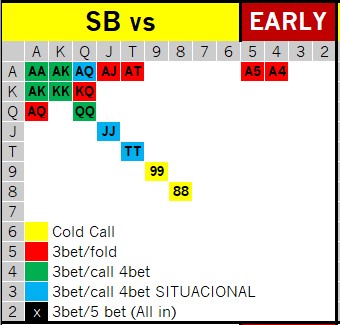 SB vs EARLY
A K Q J T 9 8 7 6 5 4 3 2
A AA AK AQ AJ AT A5 A4
K AK KK KQ
Q AQ QQ
J JJ
T TT
9 99
8 88
7
6 Cold Call
5 3bet/fold
4 3bet/call 4bet
3 3bet/call 4bet SITUACIONAL
2 x 3bet/5 bet (All in)